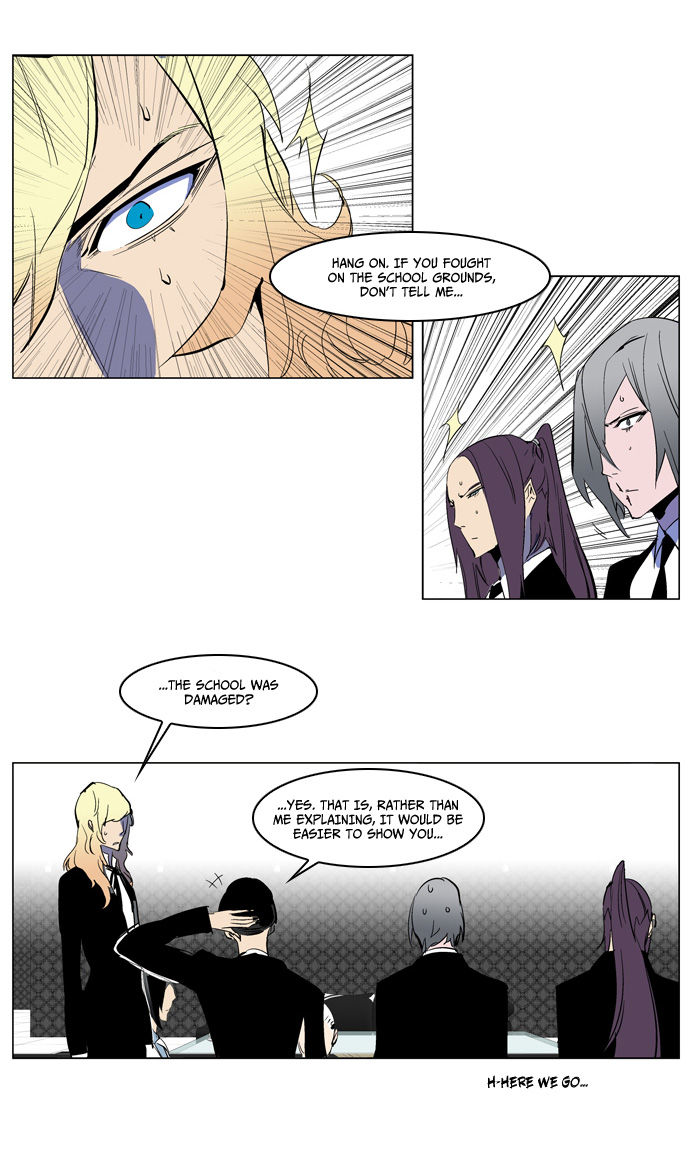 HANG ON. IF YOU FOUGHT
ON THE SCHOOL GROUNDS,
DON'T TELL ME...
...THE SCHOOL WAS
DAMAGED?
...YES. THAT IS, RATHER THAN
ME EXPLAINING, IT WOULD BE
EASIER TO SHOW YOU...
H-HERE WE GO...